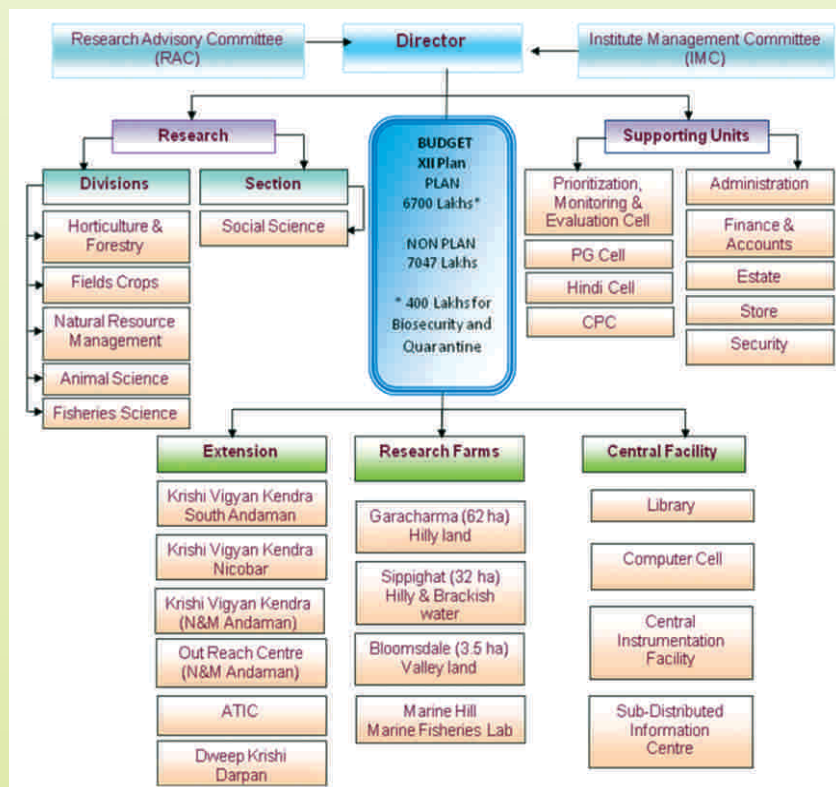 Research Advisory Committee
(RAC)
Director
Institute Management Committee
(IMC)
Research
Supporting Units
Divisions
Section
Horticulture &
Forestry
Fields Crops
Natural Resource
Management
Animal Science
Fisheries Science
Social Science
BUDGET
XII Plan
PLAN
6700 Lakhs*
NON PLAN
7047 Lakhs
* 400 Lakhs for
Biosecurity and
Quarantine
Prioritization,
Monitoring &
Evaluation Cell
PG Cell
Hindi Cell
CPC
Administration
Finance &
Accounts
Estate
Store
Security
Extension
Krishi Vigyan Kendra
South Andaman
Krishi Vigyan Kendra
Nicobar
Krishi Vigyan Kendra
(N&M Andaman)
Out Reach Centre
(N&M Andaman)
ATIC
Dweep Krishi
Darpan
Research Farms
Garacharma (62 ha)
Hilly land
Sippighat (32 ha)
Hilly & Brackish
water
Bloomsdale (3.5 ha)
Valley land
Marine Hill
Marine Fisheries Lab
Central Facility
Library
Computer Cell
Central
Instrumentation
Facility
Sub-Distributed
Information
Centre